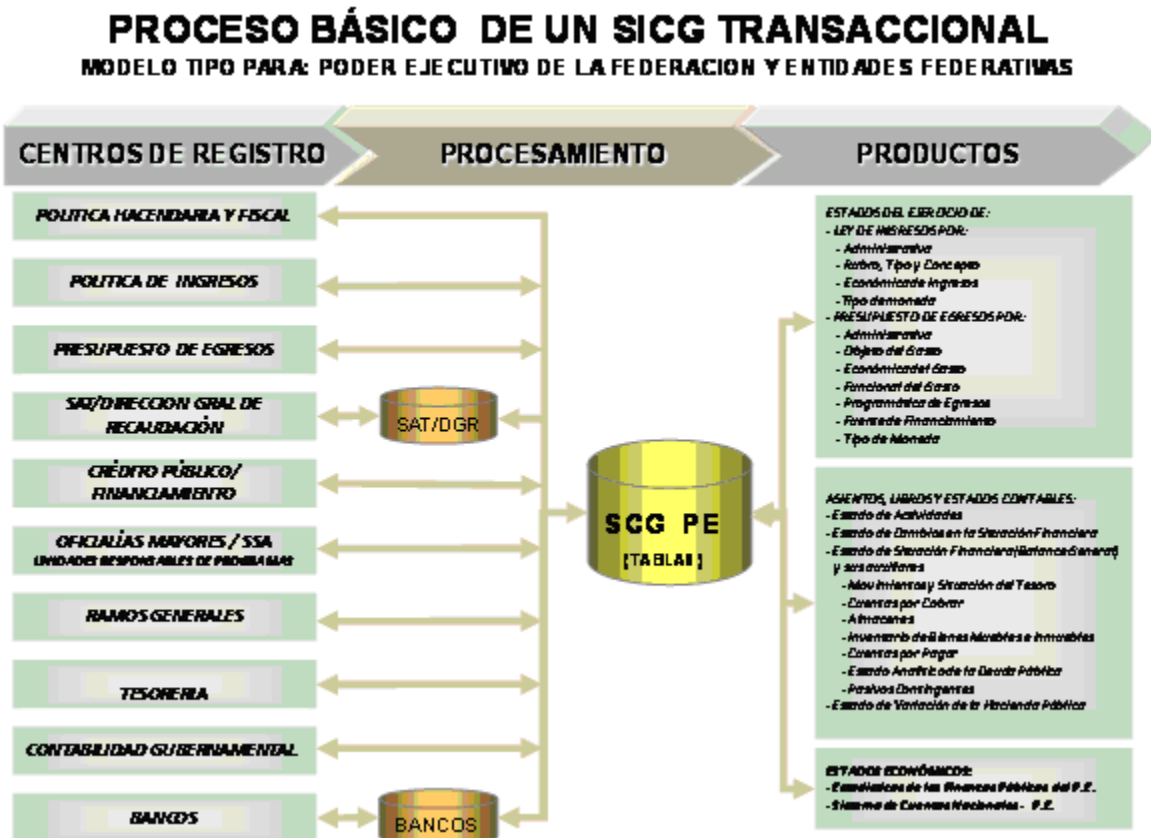 PROCESO BÁSICO DE UN SICG TRANSACCIONAL
MODELO TIPO PARA: PODER EJECUTIVO DE LA FEDERACION Y ENTIDADES FEDERATIVAS
CENTROS DE REGISTRO
PROCESAMIENTO
PRODUCTOS
POLITICA HACENDARIA Y FISCAL
POLITICA DE INGRESOS
PRESUPUESTO DE EGRESOS
SAT/DIRECCION GRAL DE
RECAUDACIÓN
CRÉDITO PÚBLICO/
FINANCIAMIENTO
OFICIALÍAS MAYORES / SSA
UNIDADES RESPONSABLES DE PROGRAMAS
RAMOS GENERALES
TESORERIA
CONTABILIDAD GUBERNAMENTAL
BANCOS
SAT/DGR
BANCOS
SCG PE
(TABLAS)
ESTADOS DEL EJERCICIO DE:
- LEY DE INGRESOS POR:
- Administrativa
- Rubro, Tipo y Concepto
- Económica de Ingresos
- Tipo de moneda
- PRESUPUESTO DE EGRESOS POR:
- Administrativa
- Objeto del Gasto
- Económica del Gasto
- Funcional del Gasto
- Programática de Egresos
- Fuente de Financiamiento
- Tipo de Moneda
ASIENTOS, LIBROS Y ESTADOS CONTABLES:
- Estado de Actividades
- Estado de Cambios en la Situación Financiera
- Estado de Situación Financiera(Balance General)
y sus auxiliares
- Movimientos y Situación del Tesoro
- Cuentas por Cobrar
- Almacenes
- Inventario de Bienes Muebles e Inmuebles
- Cuentas por Pagar
- Estado Analítico de la Deuda Pública
- Pasivos Contingentes
- Estado de Variación de la Hacienda Pública
ESTADOS ECONÓMICOS:
- Estadísticas de las Finanzas Públicas del P.E.
- Sistema de Cuentas Nacionales - P.E.